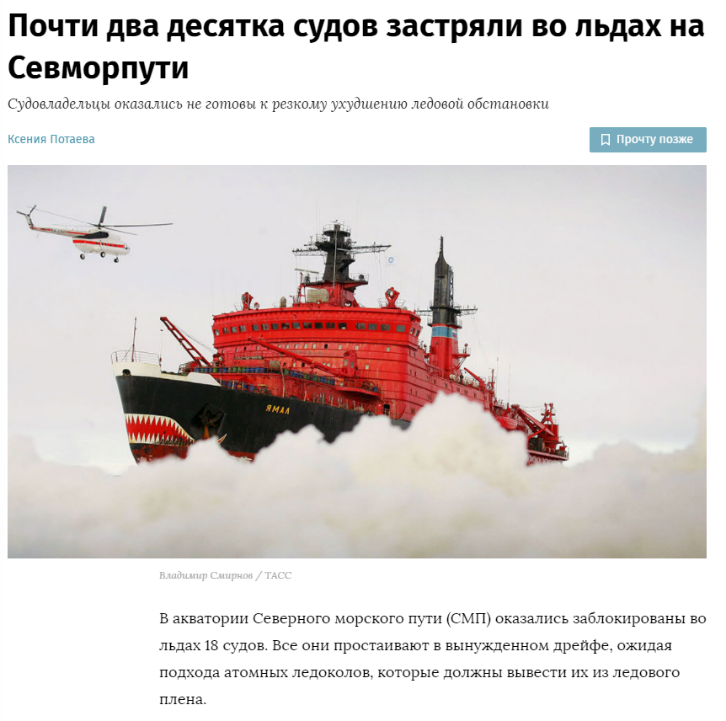 Почти два десятка судов застряли во льдах на
Севморпути
Судовладельцы оказались не готовы к резкому ухудшению ледовой обстановки
Ксения Потаева
Прочту позже
ЯМАЛ
Владимир Смирнов / ТАСС
В акватории Северного морского пути (СМП) оказались заблокированы во
льдах 18 судов. Все они простаивают в вынужденном дрейфе, ожидая
подхода атомных ледоколов, которые должны вывести их из ледового
плена.